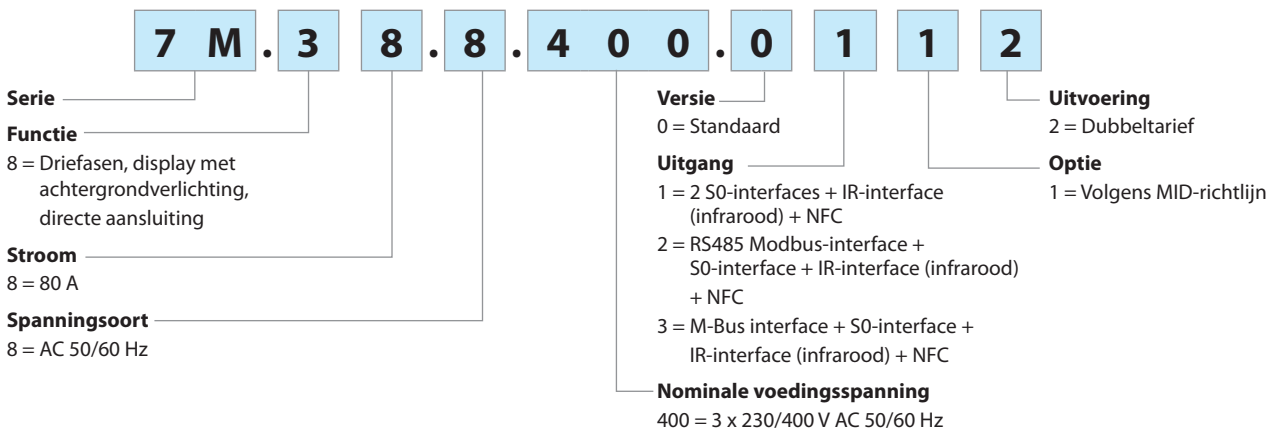 7 M . 3 8 . 8 . 4 0 0 . 0 1 1 2
Serie
Functie
8 = Driefasen, display met
achtergrondverlichting,
directe aansluiting
Stroom
8 = 80 A
Spanningsoort
8 = AC 50/60 Hz
Versie
0 = Standaard
Uitgang
1 = 2 S0-interfaces + IR-interface
(infrarood) + NFC
2 = RS485 Modbus-interface +
S0-interface + IR-interface (infrarood)
+ NFC
3 = M-Bus interface + S0-interface +
IR-interface (infrarood) + NFC
Nominale voedingsspanning
400 = 3 x 230/400 V AC 50/60 Hz
Uitvoering
2 = Dubbeltarief
Optie
1 = Volgens MID-richtlijn